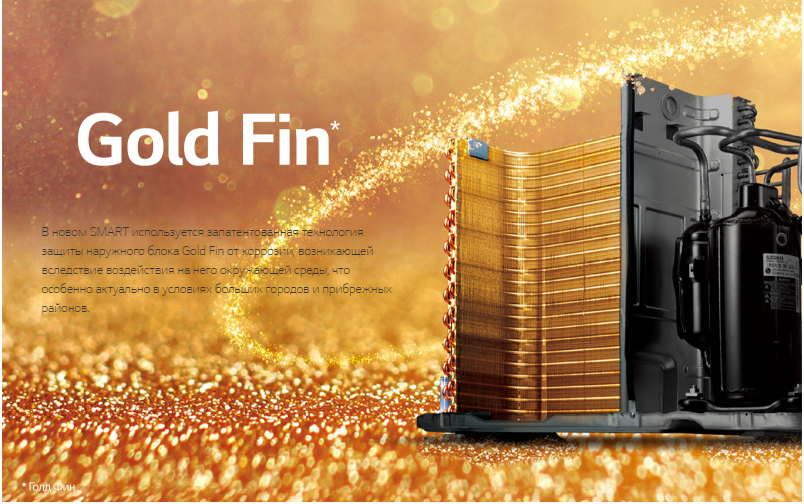 Gold Fin*
В новом SMART используется запатентованная технология
защиты наружного блока Gold Fin от коррозии, возникающей
вследствие воздействия на него окружающей среды, что
особенно актуально в условиях больших городов и прибрежных
районов.
* Голд Фин